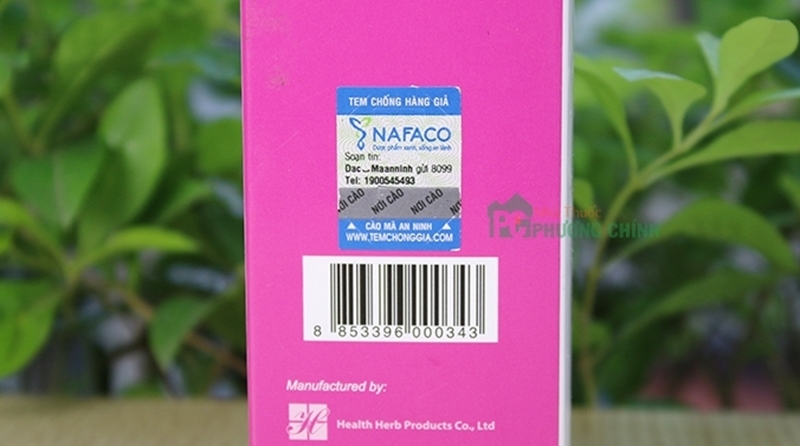 TEM CHỐNG HÀNG GIẢ
NAFACO
Dược phẩm xanh, sống an lành
Soạn tin:
Maanninh gửi 8099
Tel: 1900545493
NƠI CÀO NƠI CÀO NƠI CÀO NƠI
CÀO MÃ AN NINH
WWW.TEMCHONGGIA.COM
Thuốc
PHƯƠNG CHÍNH
8 853396 000343
Manufactured by:
H
Health Herb Products Co., Ltd